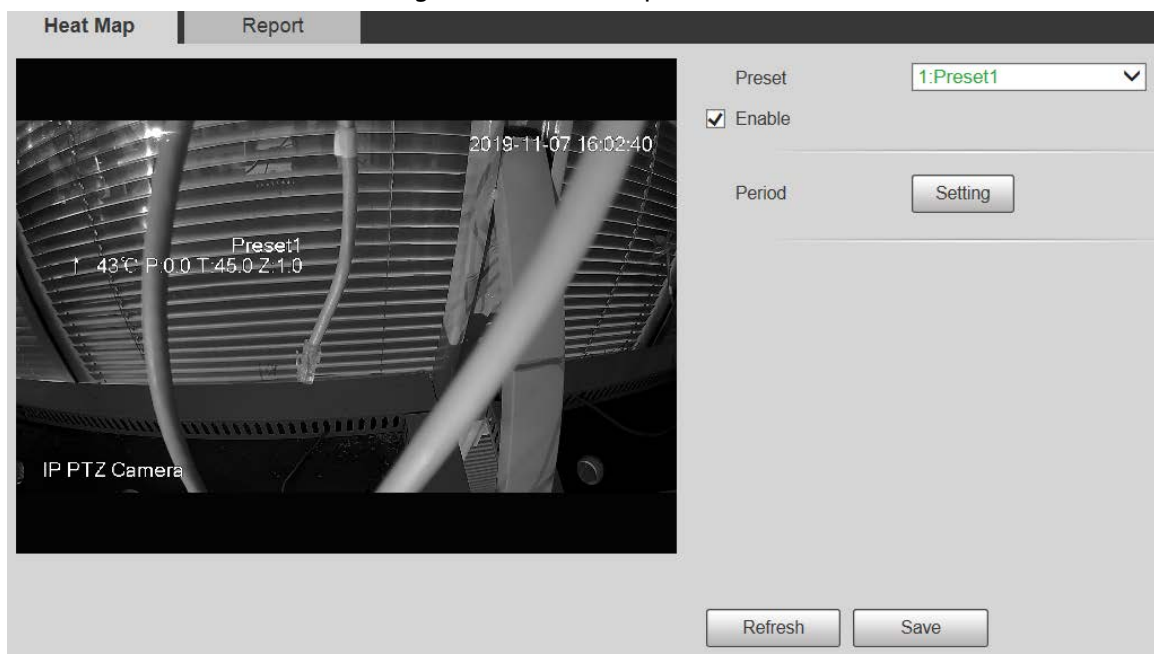 Heat Map Report
Preset 1:Preset1
Enable
2019-11-07 16:02:40
Period Setting
Preset1
↑ 43℃ P:0.0 T:45.0 Z:1.0
IP PTZ Camera
Refresh Save